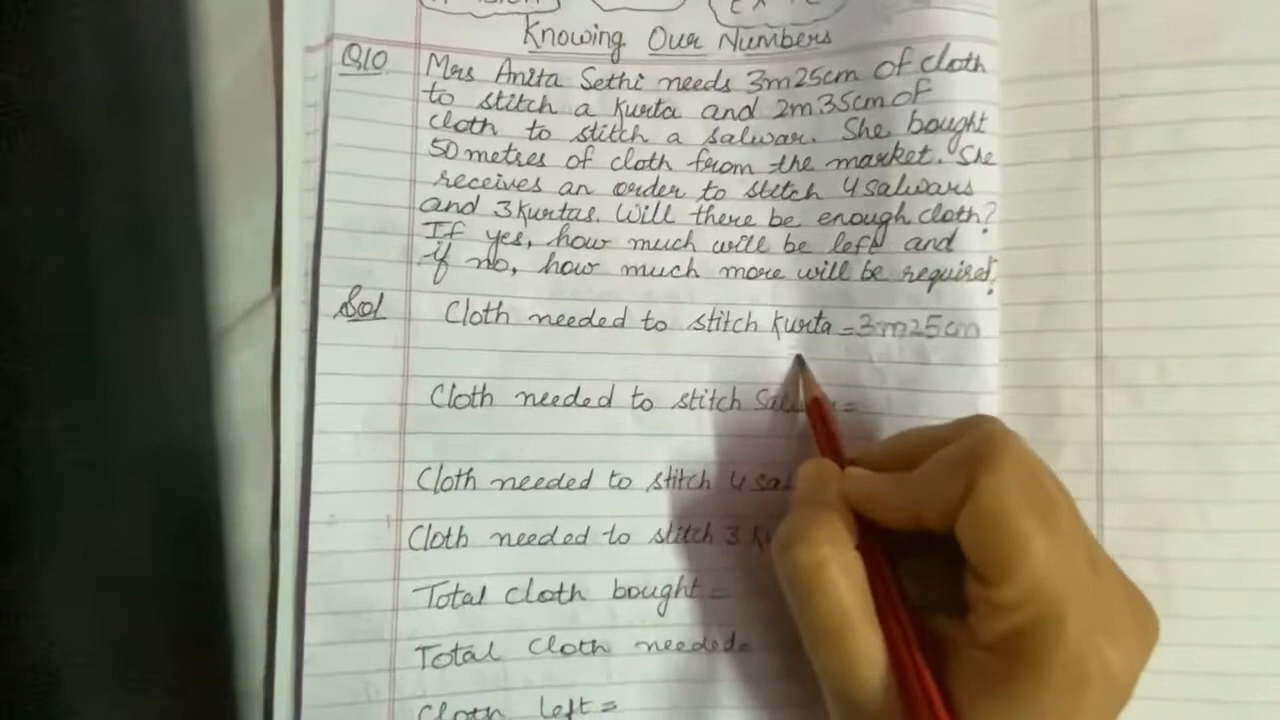 Knowing Our Numbers
Q10 Mrs Anita Sethi needs 3m25cm of cloth
to stitch a kurta and 2m35cm of
cloth to stitch a salwar. She bought
50 metres of cloth from the market. She
receives an order to stitch 4 salwars
and 3 kurtas. Will there be enough cloth?
If yes, how much will be left and
if no, how much more will be required?
Sol Cloth needed to stitch kurta = 3m25cm
Cloth needed to stitch =
Cloth needed to stitch 4
Cloth needed to stitch 3
Total cloth bought =
Total cloth needed=
Cloth left =